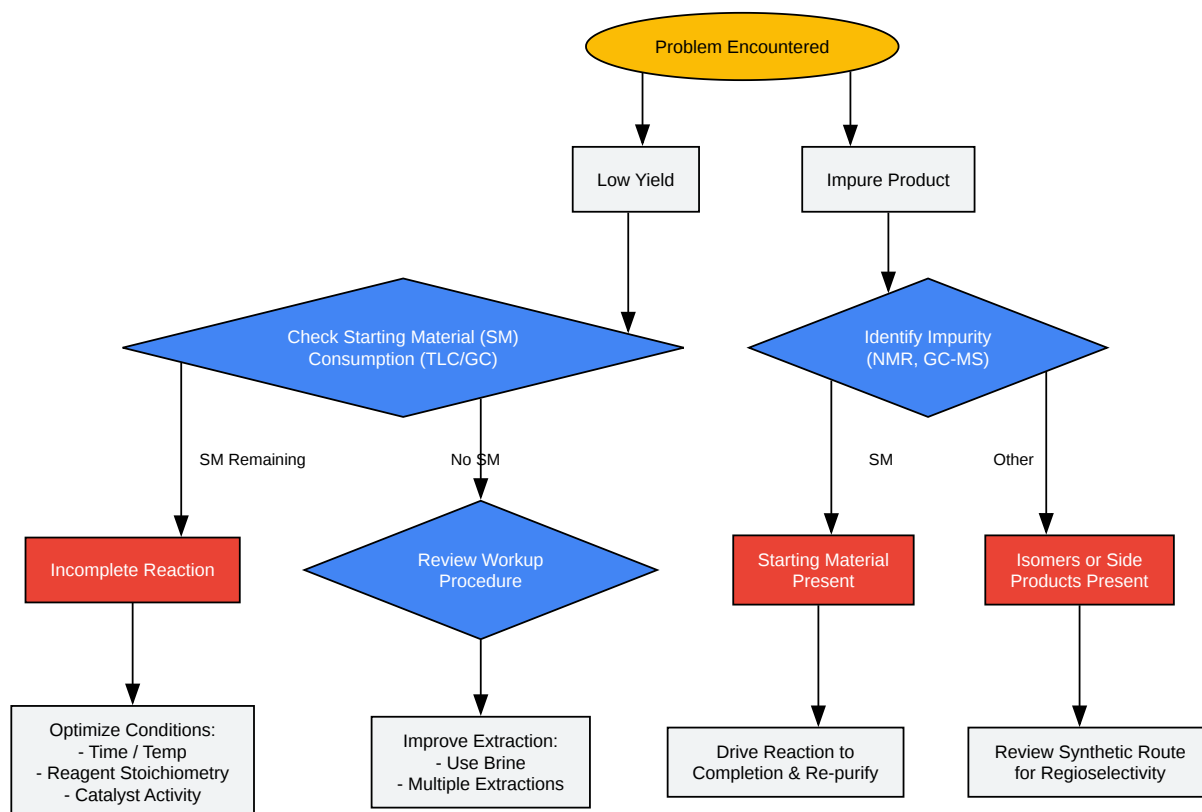 Problem Encountered
Low Yield
Impure Product
Check Starting Material (SM)
Consumption (TLC/GC)
Identify Impurity
(NMR, GC-MS)
SM Remaining
No SM
SM
Other
Incomplete Reaction
Review Workup
Procedure
Starting Material
Present
Isomers or Side
Products Present
Optimize Conditions:
- Time / Temp
- Reagent Stoichiometry
- Catalyst Activity
Improve Extraction:
- Use Brine
- Multiple Extractions
Drive Reaction to
Completion & Re-purify
Review Synthetic Route
for Regioselectivity